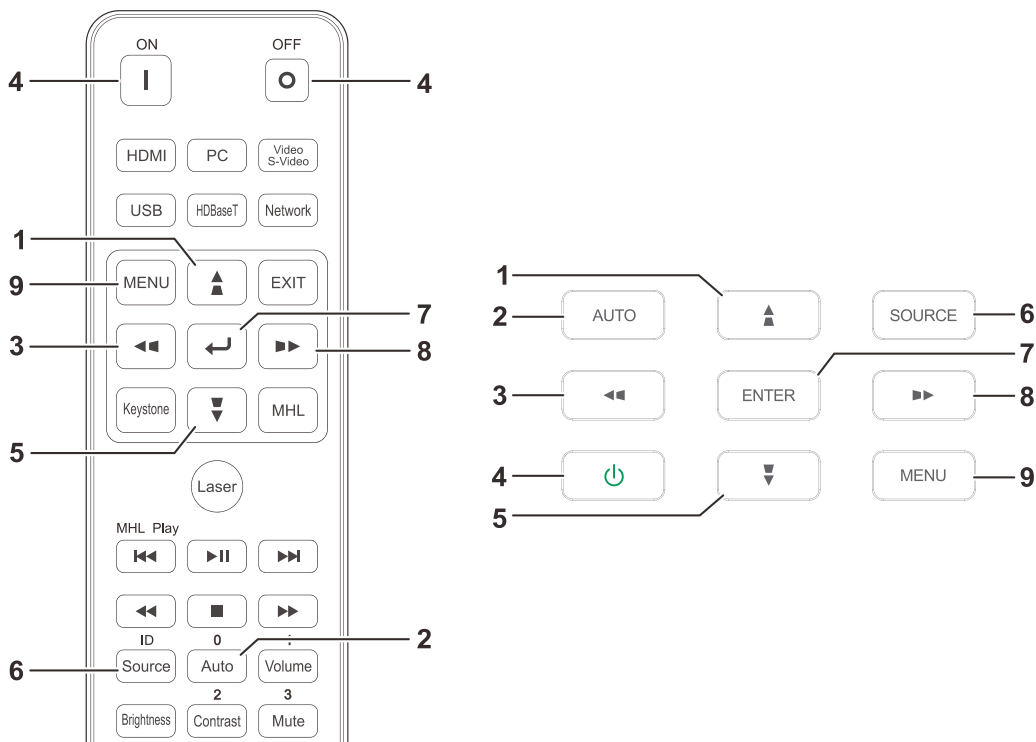 ON OFF
4 I O 4
HDMI PC Video
S-Video
USB HDBaseT Network
1
9 MENU EXIT
7
3 8
Keystone MHL
5
Laser
MHL Play
ID 0 1
2
6 Source Auto Volume
2 3
Brightness Contrast Mute
1
2 AUTO SOURCE 6
7
3 ENTER 8
4
5 MENU 9